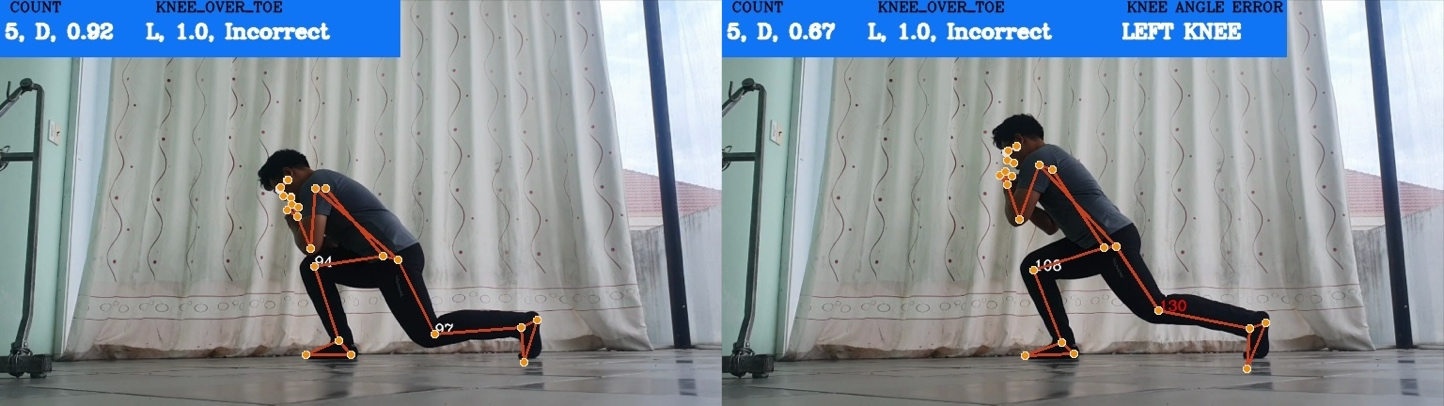 COUNT KNEE_OVER_TOE
5, D, 0.92 L, 1.0, Incorrect
94
97
COUNT KNEE_OVER_TOE KNEE ANGLE ERROR
5, D, 0.67 L, 1.0, Incorrect LEFT KNEE
108
130